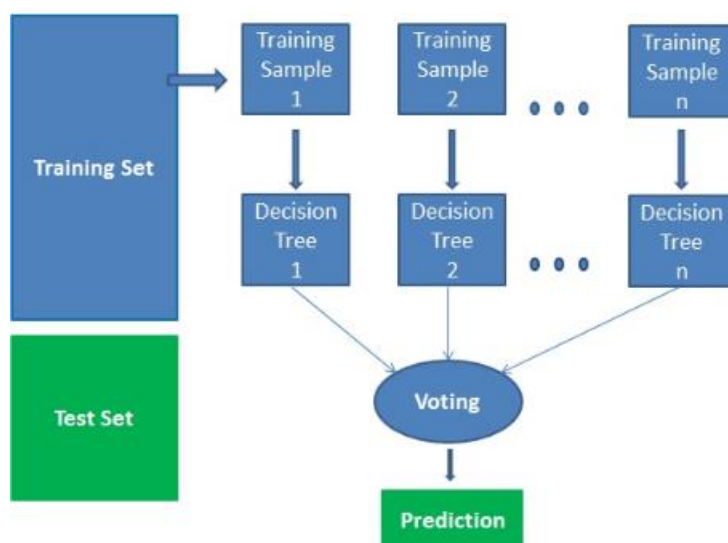 Training Set
Training
Sample
1
Training
Sample
2
Training
Sample
n
Decision
Tree
1
Decision
Tree
2
Decision
Tree
n
Voting
Test Set
Prediction